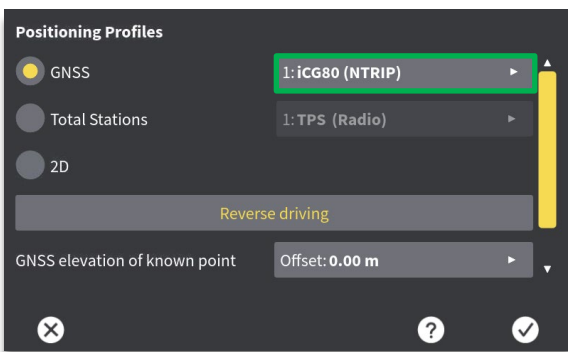 Positioning Profiles
GNSS 1: iCG80 (NTRIP)
Total Stations 1: TPS (Radio)
2D
Reverse driving
GNSS elevation of known point Offset: 0.00 m
?